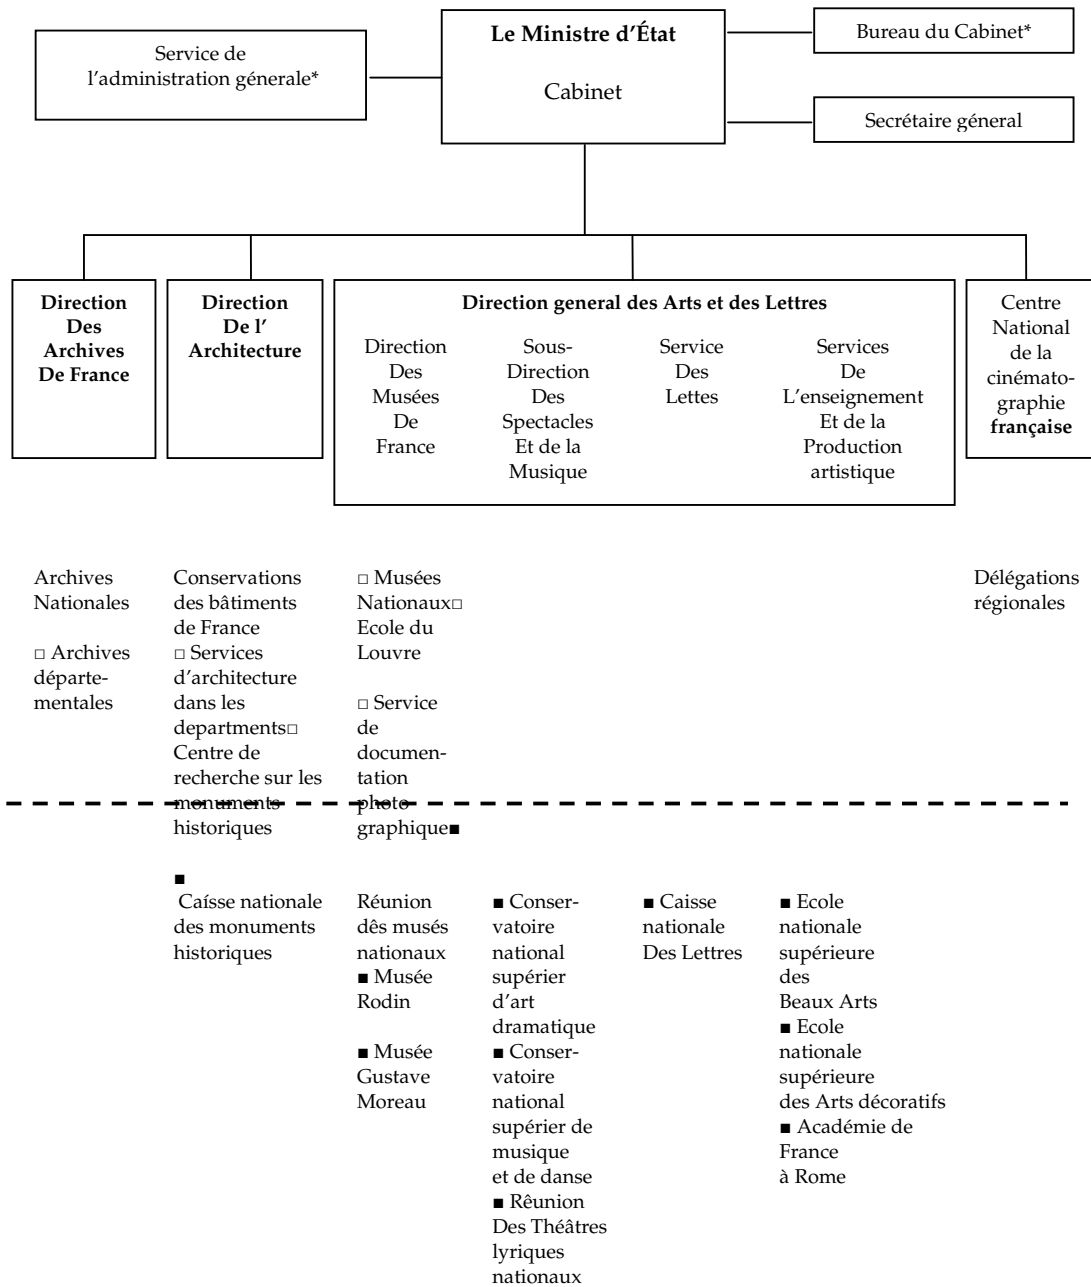 Le Ministre d’État
Cabinet
Service de
l’administration génerale*
Bureau du Cabinet*
Secrétaire géneral
Direction
Des
Archives
De France
Direction
De l’
Architecture
Direction general des Arts et des Lettres
Direction
Des
Musées
De
France
Sous-
Direction
Des
Spectacles
Et de la
Musique
Service
Des
Lettes
Services
De
L’enseignement
Et de la
Production
artistique
Centre
National
de la
cinémato-
graphie
française
Archives
Nationales
□ Archives
départe-
mentales
Conservations
des bâtiments
de France
□ Services
d’architecture
dans les
departments□
Centre de
recherche sur les
monuments
historiques
■
Caísse nationale
des monuments
historiques
□ Musées
Nationaux□
Ecole du
Louvre
□ Service
de
documen-
tation
photo
graphique■
Réunion
dês musés
nationaux
■ Musée
Rodin
■ Musée
Gustave
Moreau
■ Conser-
vatoire
national
supérier
d’art
dramatique
■ Conser-
vatoire
national
supérier de
musique
et de danse
■ Rêunion
Des Théâtres
lyriques
nationaux
■ Caisse
nationale
Des Lettres
■ Ecole
nationale
supérieure
des
Beaux Arts
■ Ecole
nationale
supérieure
des Arts décoratifs
■ Académie de
France
à Rome
Délégations
régionales